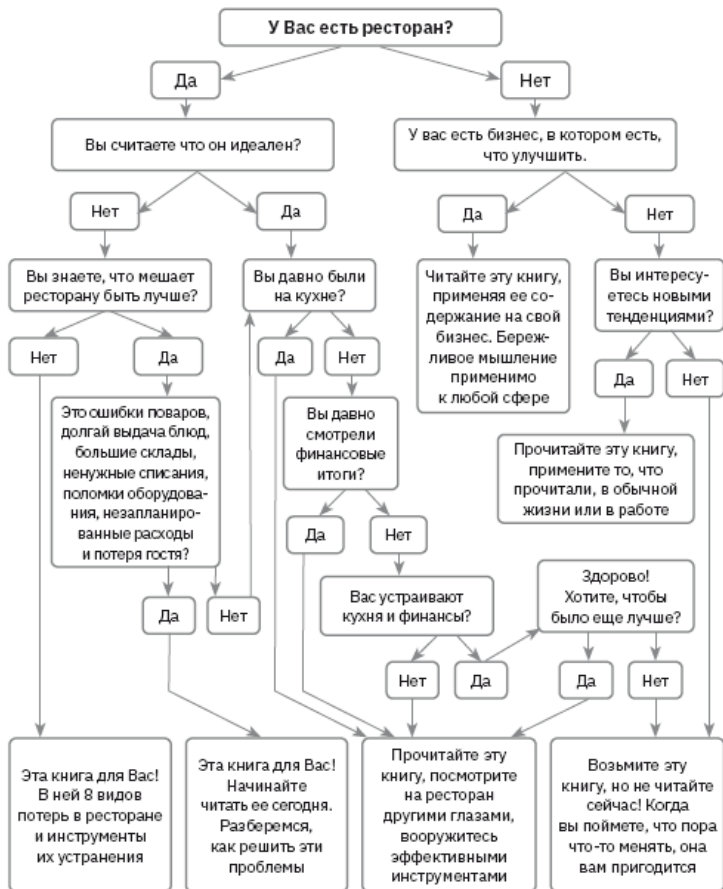 У Вас есть ресторан?
Да
Нет
Вы считаете что он идеален?
У вас есть бизнес, в котором есть,
что улучшить.
Нет
Да
Да
Нет
Вы знаете, что мешает
ресторану быть лучше?
Вы давно были
на кухне?
Читайте эту книгу,
применяя ее со-
держание на свой
бизнес. Береж-
ливое мышление
применимо
к любой сфере
Вы интересу-
етесь новыми
тенденциями?
Нет
Да
Да
Нет
Да
Нет
Это ошибки поваров,
долгай выдача блюд,
большие склады,
ненужные списания,
поломки оборудова-
ния, незапланиро-
ванные расходы
и потеря гостя?
Вы давно
смотрели
финансовые
итоги?
Прочитайте эту книгу,
примените то, что
прочитали, в обычной
жизни или в работе
Да
Нет
Да
Нет
Вас устраивают
кухня и финансы?
Здорово!
Хотите, чтобы
было еще лучше?
Нет
Да
Да
Нет
Эта книга для Вас!
В ней 8 видов
потерь в ресторане
и инструменты
их устранения
Эта книга для Вас!
Начинайте
читать ее сегодня.
Разберемся,
как решить эти
проблемы
Прочитайте эту
книгу, посмотрите
на ресторан
другими глазами,
вооружитесь
эффективными
инструментами
Возьмите эту
книгу, но не читайте
сейчас! Когда
вы поймете, что пора
что-то менять, она
вам пригодится